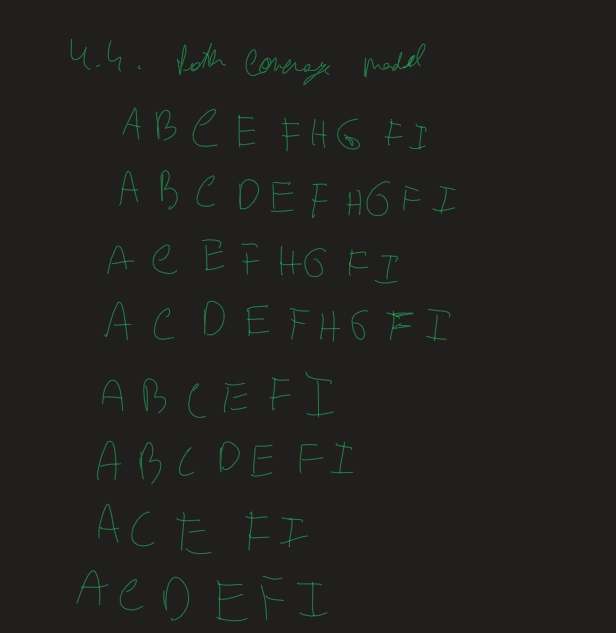 4.4. Path coverage model
A B C E F H G F I
A B C D E F H G F I
A C E F H G F I
A C D E F H G F I
A B C E F I
A B C D E F I
A C E F I
A C D E F I